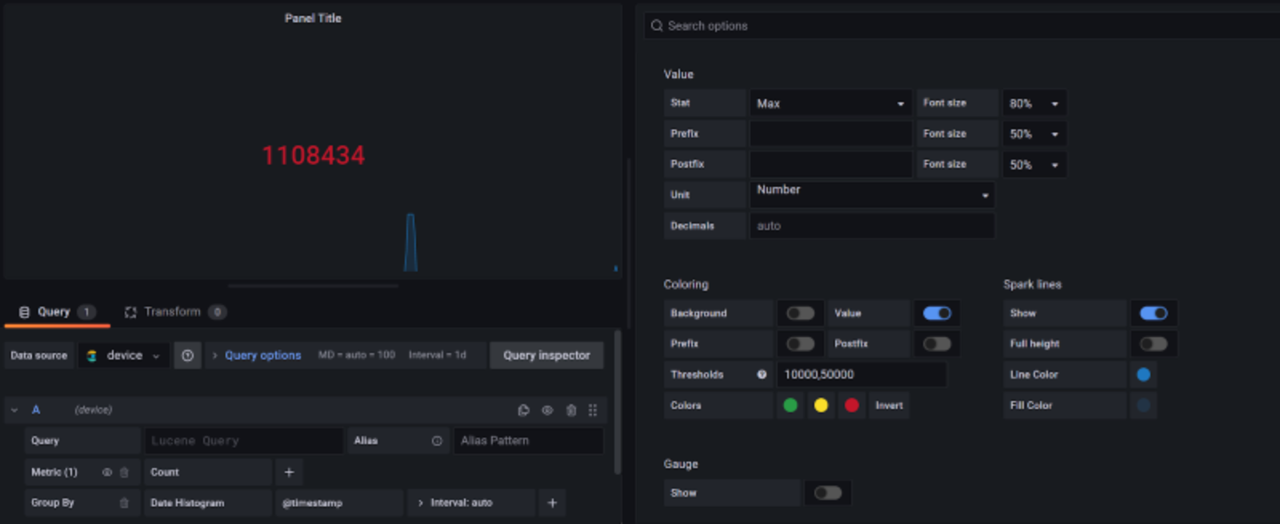 Panel Title
1108434
Query 1 Transform 0
Data source device Query options MD = auto = 100 Interval = 1d Query inspector
A (device)
Query Lucene Query Alias Alias Pattern
Metric (1) Count +
Group By Date Histogram @timestamp > Interval: auto +
Search options
Value
Stat Max Font size 80%
Prefix Font size 50%
Postfix Font size 50%
Unit Number
Decimals auto
Coloring
Background Value
Prefix Postfix
Thresholds 10000,50000
Colors Invert
Spark lines
Show
Full height
Line Color
Fill Color
Gauge
Show